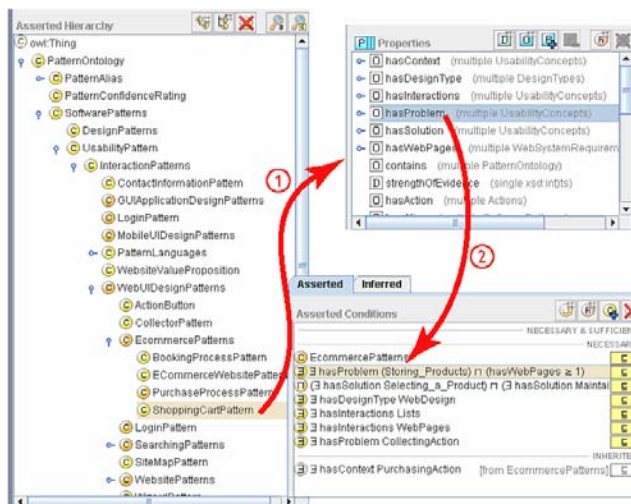 Asserted Hierarchy
owl:Thing
PatternOntology
PatternAlias
PatternConfidenceRating
SoftwarePatterns
DesignPatterns
UsabilityPattern
InteractionPatterns
ContactInformationPattern
GUIApplicationDesignPatterns
LoginPattern
MobileUIDesignPatterns
PatternLanguages
WebsiteValueProposition
WebUIDesignPatterns
ActionButton
CollectorPattern
EcommercePatterns
BookingProcessPattern
ECommerceWebsitePattern
PurchaseProcessPattern
ShoppingCartPattern
LoginPattern
SearchingPatterns
SiteMapPattern
WebsitePatterns
WizardPattern
1
Properties
hasContext (multiple UsabilityConcepts)
hasDesignType (multiple DesignTypes)
hasInteractions (multiple UsabilityConcepts)
hasProblem (multiple UsabilityConcepts)
hasSolution (multiple UsabilityConcepts)
hasWebPages (multiple WebSystemRequirem
contains (multiple PatternOntology)
strengthOfEvidence (single xsd:int)
hasAction (multiple Actions)
2
Asserted Inferred
Asserted Conditions
NECESSARY & SUFFICIEN
NECESSAR
EcommercePatterns
∃ hasProblem (Storing_Products) ⊓ (hasWebPages ≥ 1)
(∃ hasSolution Selecting_a_Product) ⊓ (∃ hasSolution Maintai
∃ hasDesignType WebDesign
∃ hasInteractions Lists
∃ hasInteractions WebPages
∃ hasProblem CollectingAction
INHERITE
∃ hasContext PurchasingAction [from EcommercePatterns]